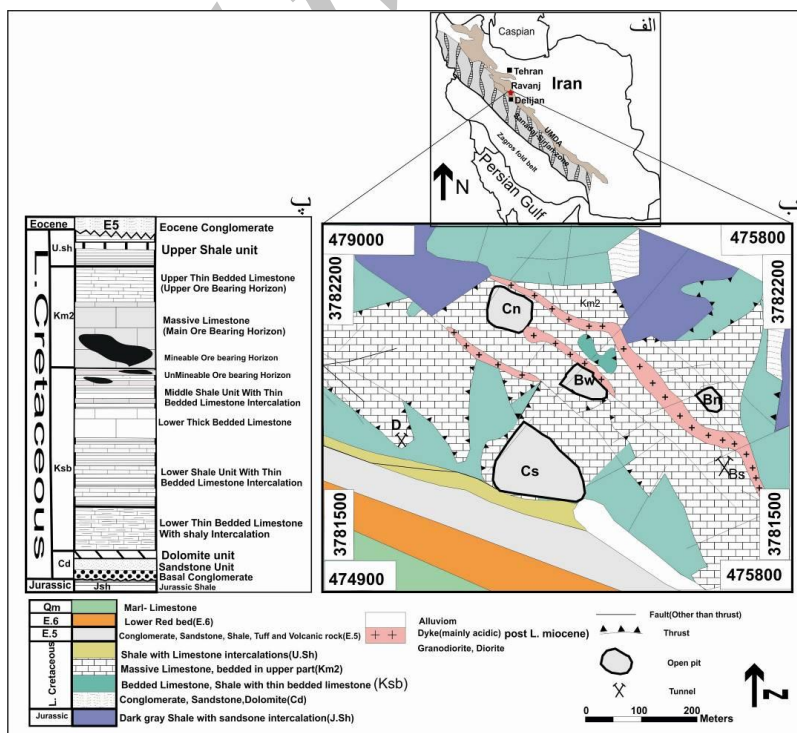 الف
Caspian
Tehran
Ravanj
Delijan
Iran
UMDA
Sanandaj-Sirjan zone
Zagros fold belt
Persian Gulf
N
ب
479000
475800
3782200
3782200
Km2
Cn
Bw
Bn
D
Cs
Bs
3781500
3781500
474900
475800
پ
Eocene
E5
Eocene Conglomerate
U.sh
Upper Shale unit
L. Cretaceous
Km2
Upper Thin Bedded Limestone
(Upper Ore Bearing Horizon)
Massive Limestone
(Main Ore Bearing Horizon)
Mineable Ore bearing Horizon
UnMineable Ore bearing Horizon
Middle Shale Unit With Thin
Bedded Limestone Intercalation
Lower Thick Bedded Limestone
Ksb
Lower Shale Unit With Thin
Bedded Limestone Intercalation
Lower Thin Bedded Limestone
With shaly Intercalation
Dolomite unit
Cd
Sandstone Unit
Basal Conglomerate
Jurassic
Jsh
Jurassic Shale
Qm
Marl- Limestone
E.6
Lower Red bed(E.6)
E.5
Conglomerate, Sandstone, Shale, Tuff and Volcanic rock(E.5)
L. Cretaceous
Shale with Limestone intercalations(U.Sh)
Massive Limestone, bedded in upper part(Km2)
Bedded Limestone, Shale with thin bedded limestone (Ksb)
Conglomerate, Sandstone,Dolomite(Cd)
Jurassic
Dark gray Shale with sandsone intercalation(J.Sh)
Alluviom
Dyke(mainly acidic) post L. miocene
Granodiorite, Diorite
Fault(Other than thrust)
Thrust
Open pit
Tunnel
0 100 200
Meters
N